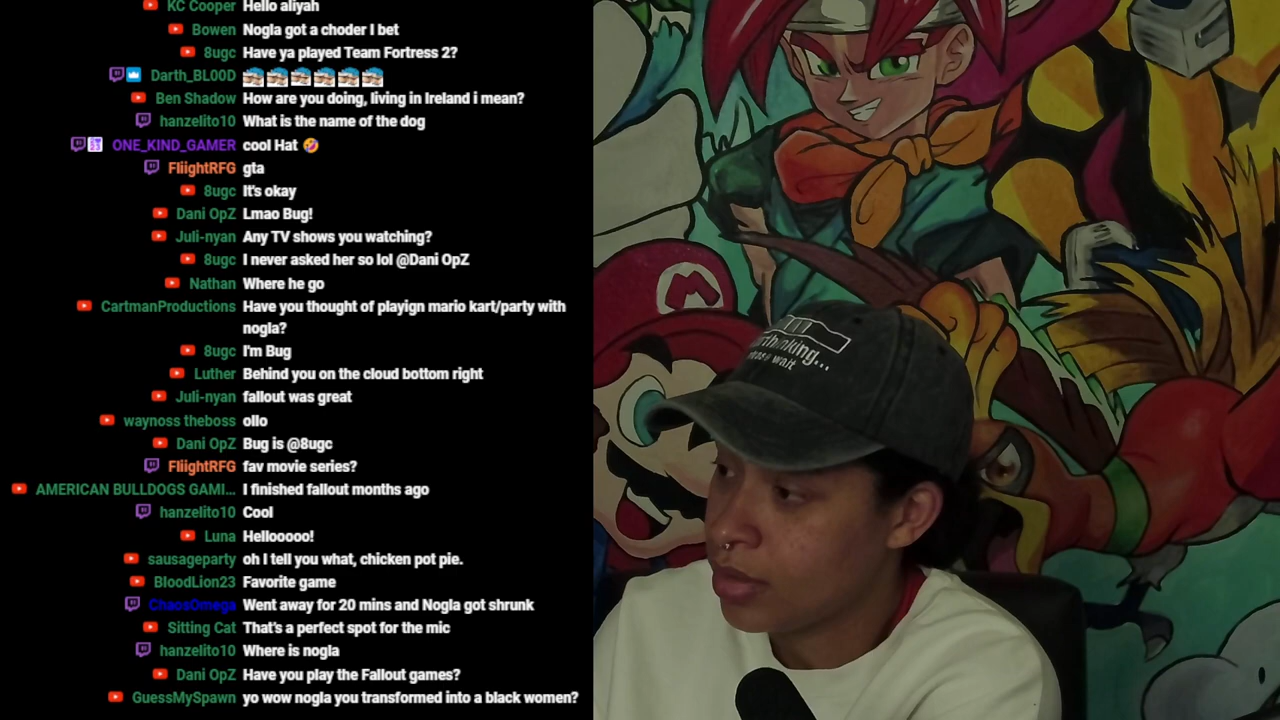 KC Cooper Hello aliyah
Bowen Nogla got a choder I bet
8ugc Have ya played Team Fortress 2?
Darth_BL00D
Ben Shadow How are you doing, living in Ireland i mean?
hanzelito10 What is the name of the dog
ONE_KIND_GAMER cool Hat 🤣
FliightRFG gta
8ugc It's okay
Dani OpZ Lmao Bug!
Juli-nyan Any TV shows you watching?
8ugc I never asked her so lol @Dani OpZ
Nathan Where he go
CartmanProductions Have you thought of playign mario kart/party with
nogla?
8ugc I'm Bug
Luther Behind you on the cloud bottom right
Juli-nyan fallout was great
waynoss theboss ollo
Dani OpZ Bug is @8ugc
FliightRFG fav movie series?
AMERICAN BULLDOGS GAMI... I finished fallout months ago
hanzelito10 Cool
Luna Hellooooo!
sausageparty oh I tell you what, chicken pot pie.
BloodLion23 Favorite game
ChaosOmega Went away for 20 mins and Nogla got shrunk
Sitting Cat That's a perfect spot for the mic
hanzelito10 Where is nogla
Dani OpZ Have you play the Fallout games?
GuessMySpawn yo wow nogla you transformed into a black women?
M
wait